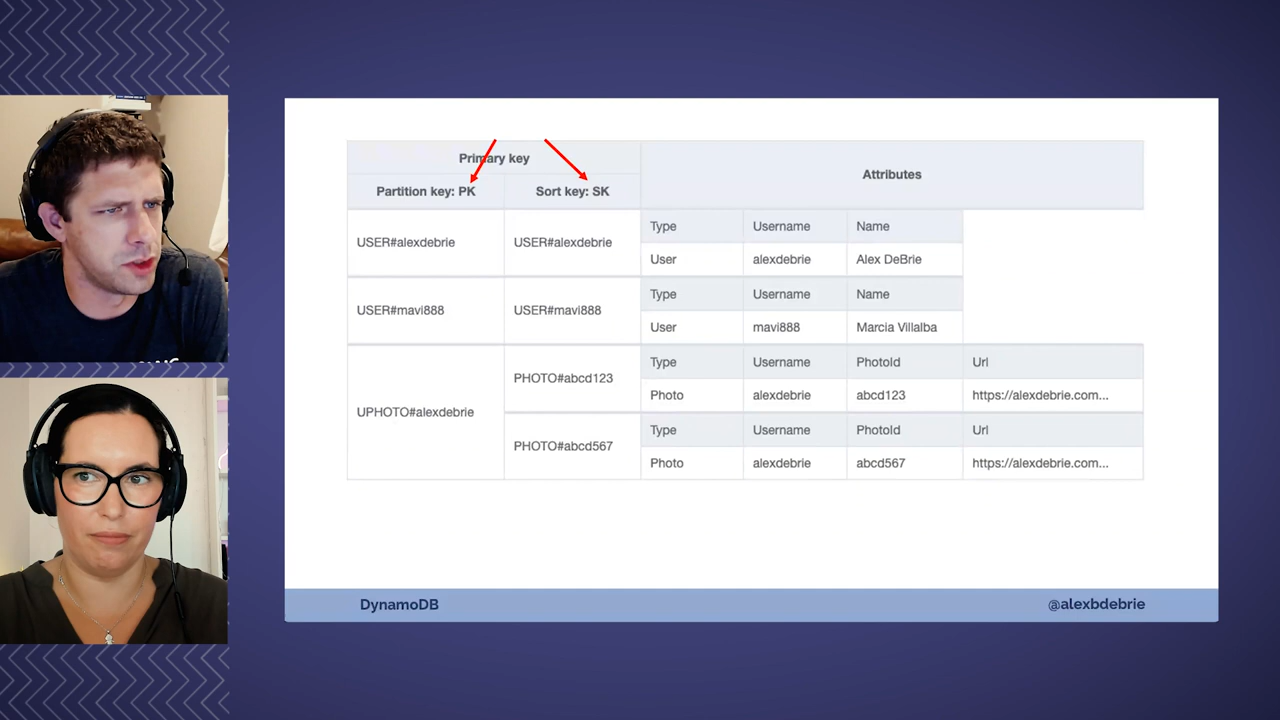 Primary key
Attributes
Partition key: PK
Sort key: SK
USER#alexdebrie
USER#alexdebrie
Type
Username
Name
User
alexdebrie
Alex DeBrie
USER#mavi888
USER#mavi888
Type
Username
Name
User
mavi888
Marcia Villalba
UPHOTO#alexdebrie
PHOTO#abcd123
Type
Username
PhotoId
Url
Photo
alexdebrie
abcd123
https://alexdebrie.com...
PHOTO#abcd567
Type
Username
PhotoId
Url
Photo
alexdebrie
abcd567
https://alexdebrie.com...
DynamoDB
@alexbdebrie